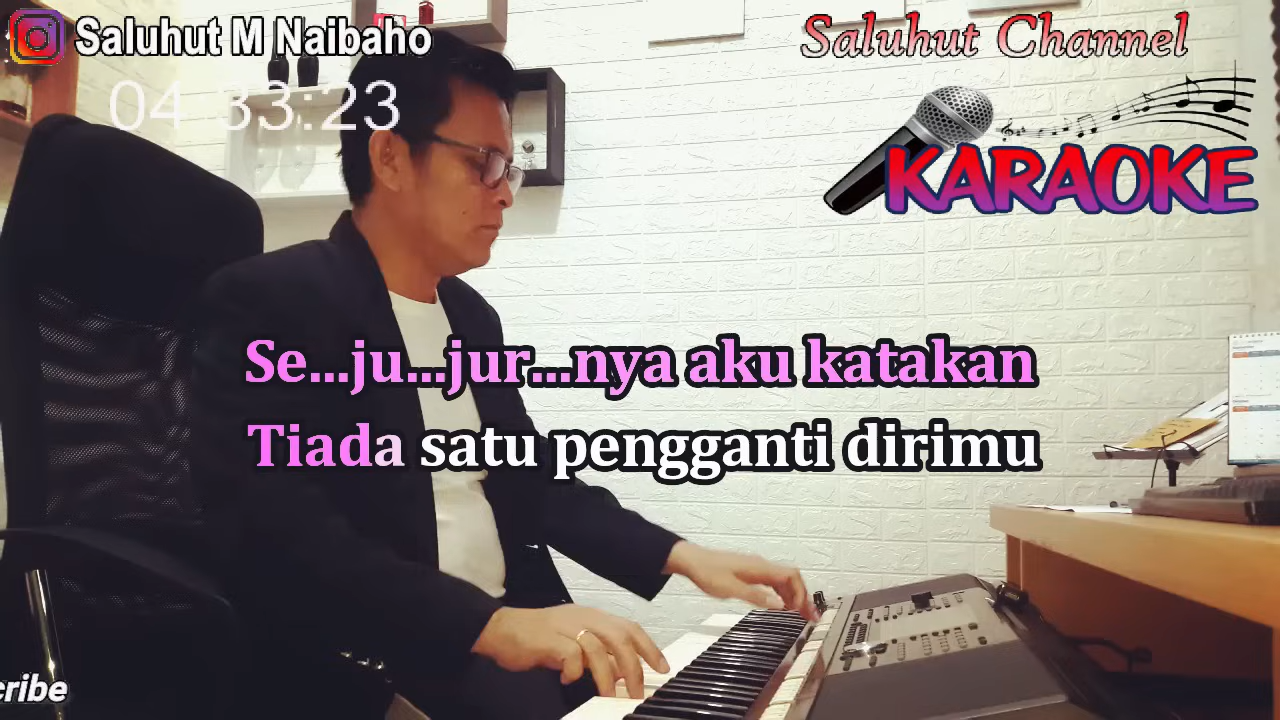 Saluhut M Naibaho
Saluhut Channel
04:33:23
KARAOKE
Se...ju...jur...nya aku katakan
Tiada satu pengganti dirimu
cribe